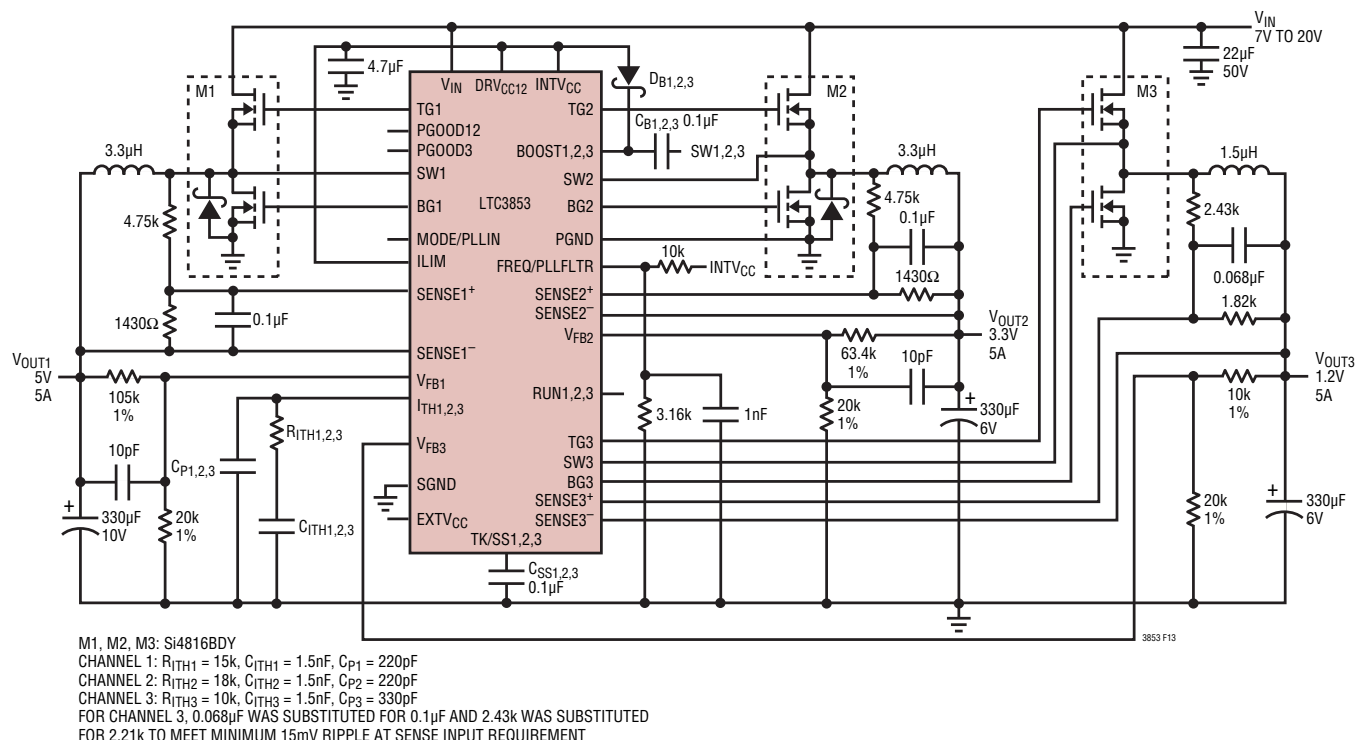 VIN
7V TO 20V
22µF
50V
4.7µF
VIN
DRVCC12
INTVCC
DB1,2,3
M1
M2
M3
TG1
TG2
CB1,2,3 0.1µF
PGOOD12
PGOOD3
BOOST1,2,3
SW1,2,3
3.3µH
3.3µH
1.5µH
SW1
SW2
LTC3853
BG1
BG2
4.75k
4.75k
0.1µF
2.43k
MODE/PLLIN
PGND
10k
ILIM
FREQ/PLLFLTR
INTVCC
0.068µF
SENSE1+
SENSE2+
1430Ω
SENSE2–
1.82k
1430Ω
0.1µF
VFB2
VOUT2
3.3V
5A
SENSE1–
63.4k
1%
10pF
VOUT1
5V
5A
VOUT3
1.2V
5A
105k
1%
VFB1
10k
1%
ITH1,2,3
RUN1,2,3
3.16k
1nF
20k
1%
+
330µF
6V
RITH1,2,3
10pF
CP1,2,3
VFB3
TG3
SW3
SGND
BG3
SENSE3+
+
330µF
10V
20k
1%
CITH1,2,3
EXTVCC
SENSE3–
20k
1%
+
330µF
6V
TK/SS1,2,3
CSS1,2,3
0.1µF
3853 F13
M1, M2, M3: Si4816BDY
CHANNEL 1: RITH1 = 15k, CITH1 = 1.5nF, CP1 = 220pF
CHANNEL 2: RITH2 = 18k, CITH2 = 1.5nF, CP2 = 220pF
CHANNEL 3: RITH3 = 10k, CITH3 = 1.5nF, CP3 = 330pF
FOR CHANNEL 3, 0.068µF WAS SUBSTITUTED FOR 0.1µF AND 2.43k WAS SUBSTITUTED
FOR 2.21k TO MEET MINIMUM 15mV RIPPLE AT SENSE INPUT REQUIREMENT